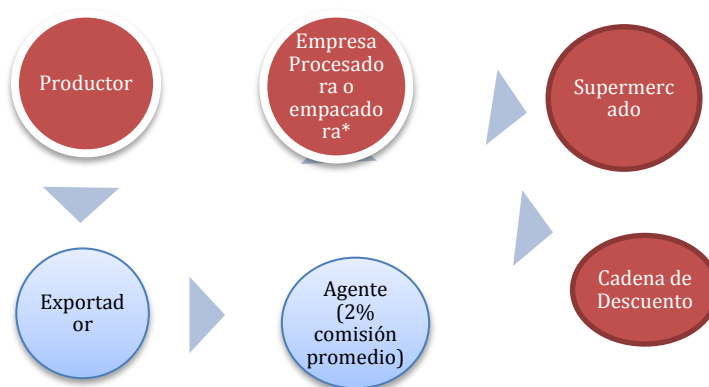 Productor
Empresa
Procesado
ra o
empacado
ra*
Supermerc
ado
Exportad
or
Agente
(2%
comisión
promedio)
Cadena de
Descuento